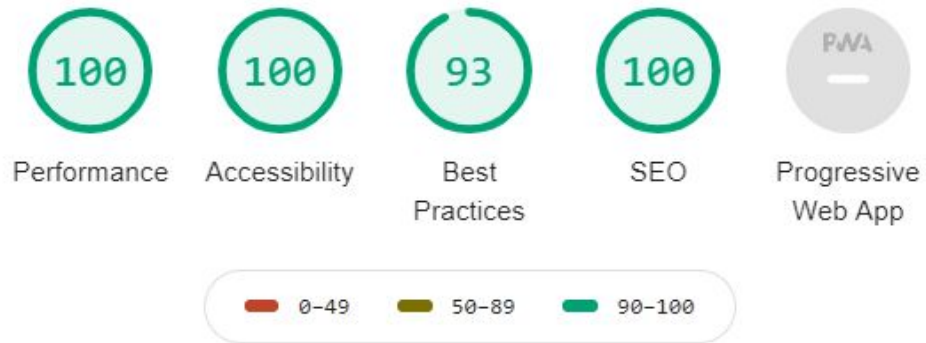 100 100 93 100 PWA
Performance Accessibility Best SEO Progressive
Practices Web App
0–49 50–89 90–100